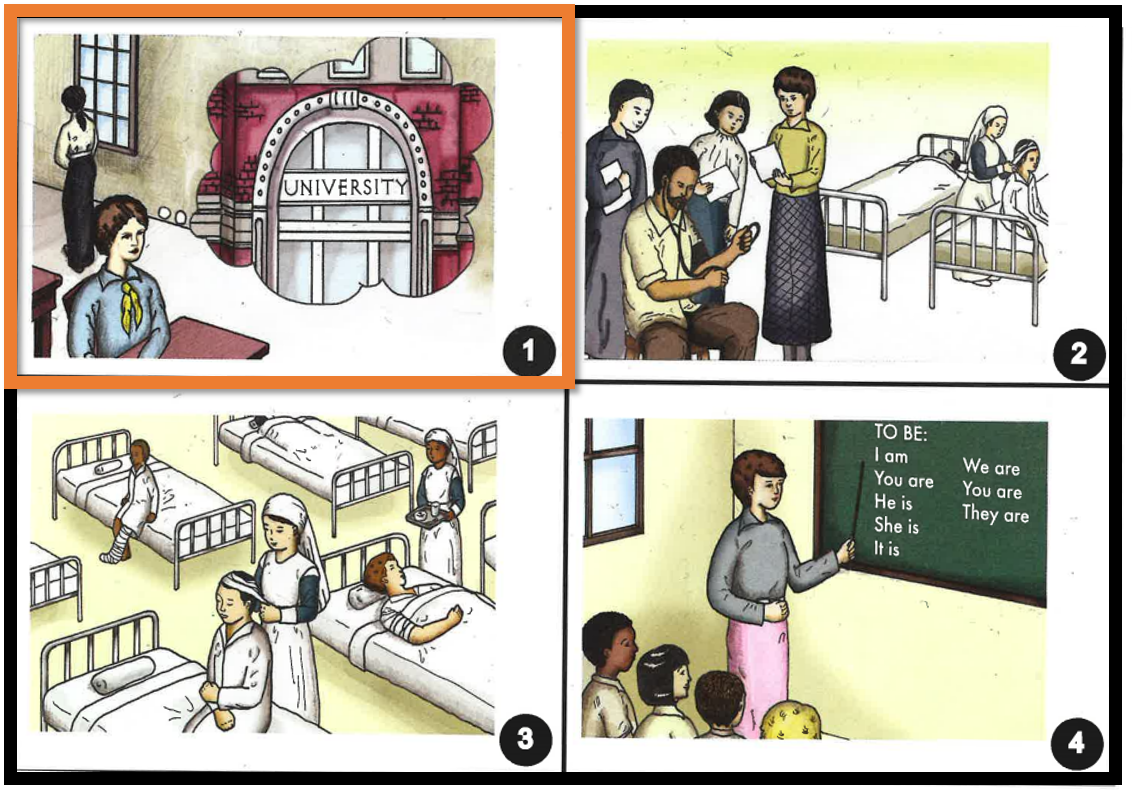 UNIVERSITY
1
2
3
TO BE:
I am
You are
He is
She is
It is
We are
You are
They are
4